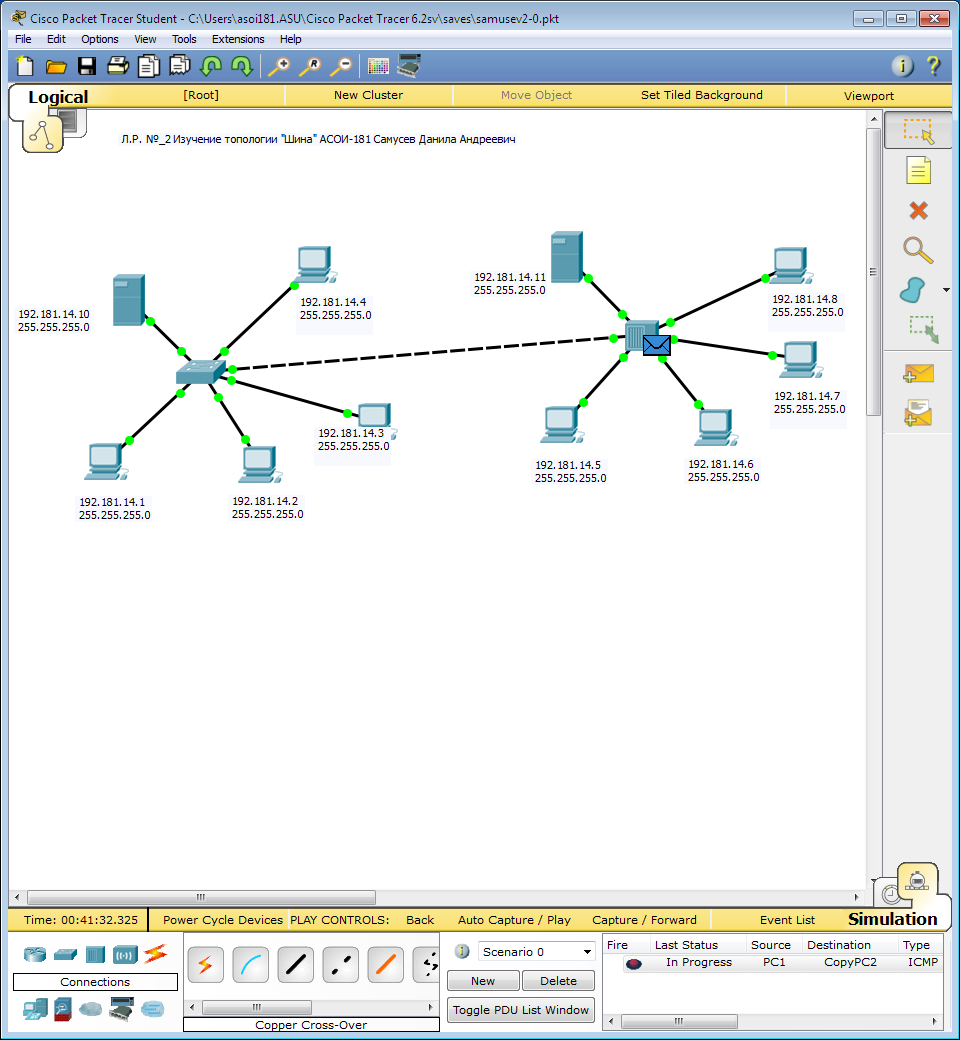 Cisco Packet Tracer Student - C:\Users\asoi181.ASU\Cisco Packet Tracer 6.2sv\saves\samusev2-0.pkt
File Edit Options View Tools Extensions Help
Logical [Root] New Cluster Move Object Set Tiled Background Viewport
Л.Р. №_2 Изучение топологии "Шина" АСОИ-181 Самусев Данила Андреевич
192.181.14.10
255.255.255.0
192.181.14.4
255.255.255.0
192.181.14.11
255.255.255.0
192.181.14.8
255.255.255.0
192.181.14.7
255.255.255.0
192.181.14.3
255.255.255.0
192.181.14.5
255.255.255.0
192.181.14.6
255.255.255.0
192.181.14.1
255.255.255.0
192.181.14.2
255.255.255.0
Time: 00:41:32.325 Power Cycle Devices PLAY CONTROLS: Back Auto Capture / Play Capture / Forward Event List Simulation
Connections
Copper Cross-Over
Scenario 0
New Delete
Toggle PDU List Window
Fire Last Status Source Destination Type
In Progress PC1 CopyPC2 ICMP